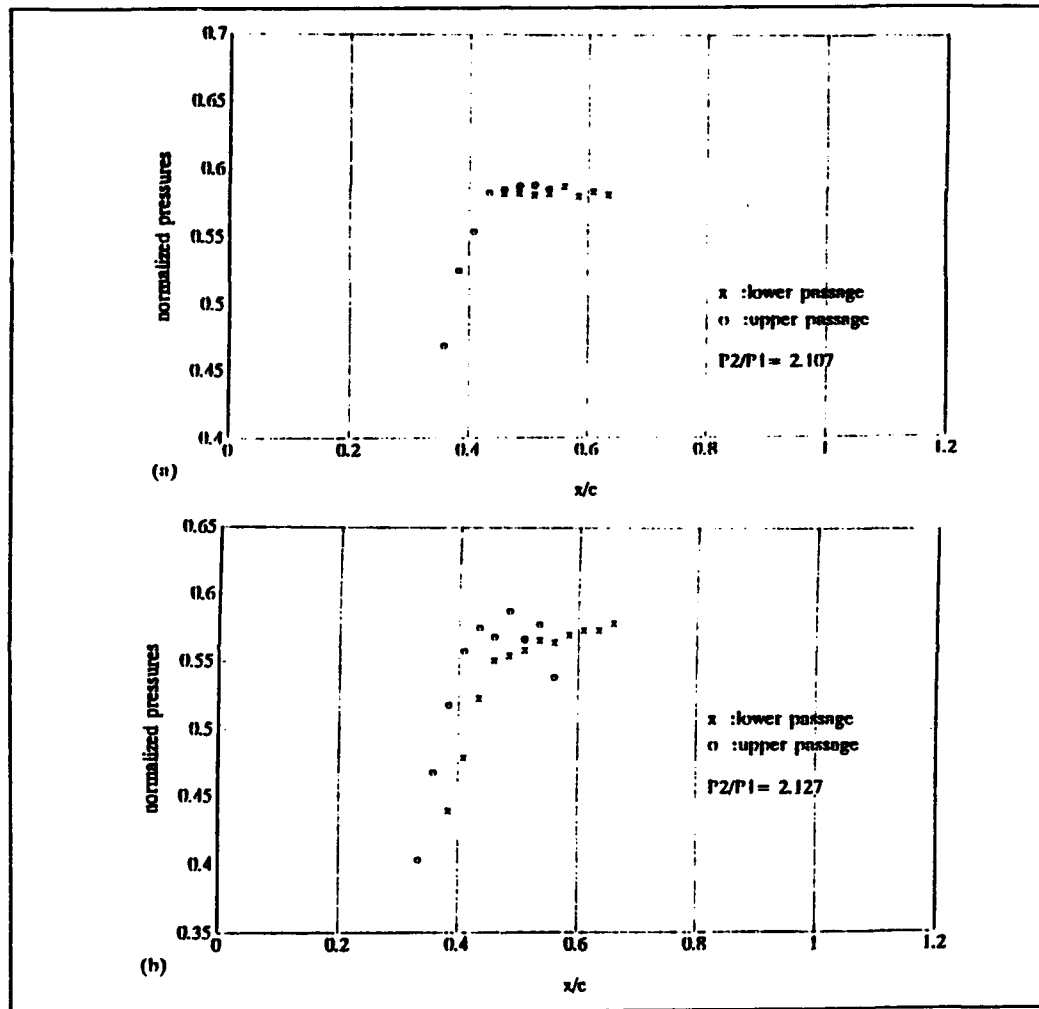 0.7
0.65
0.6
0.55
0.5
0.45
0.4
normalized pressures
0 0.2 0.4 0.6 0.8 1 1.2
x/c
x :lower passage
o :upper passage
P2/P1= 2.107
(a)
0.65
0.6
0.55
0.5
0.45
0.4
0.35
normalized pressures
0 0.2 0.4 0.6 0.8 1 1.2
x/c
x :lower passage
o :upper passage
P2/P1= 2.127
(b)